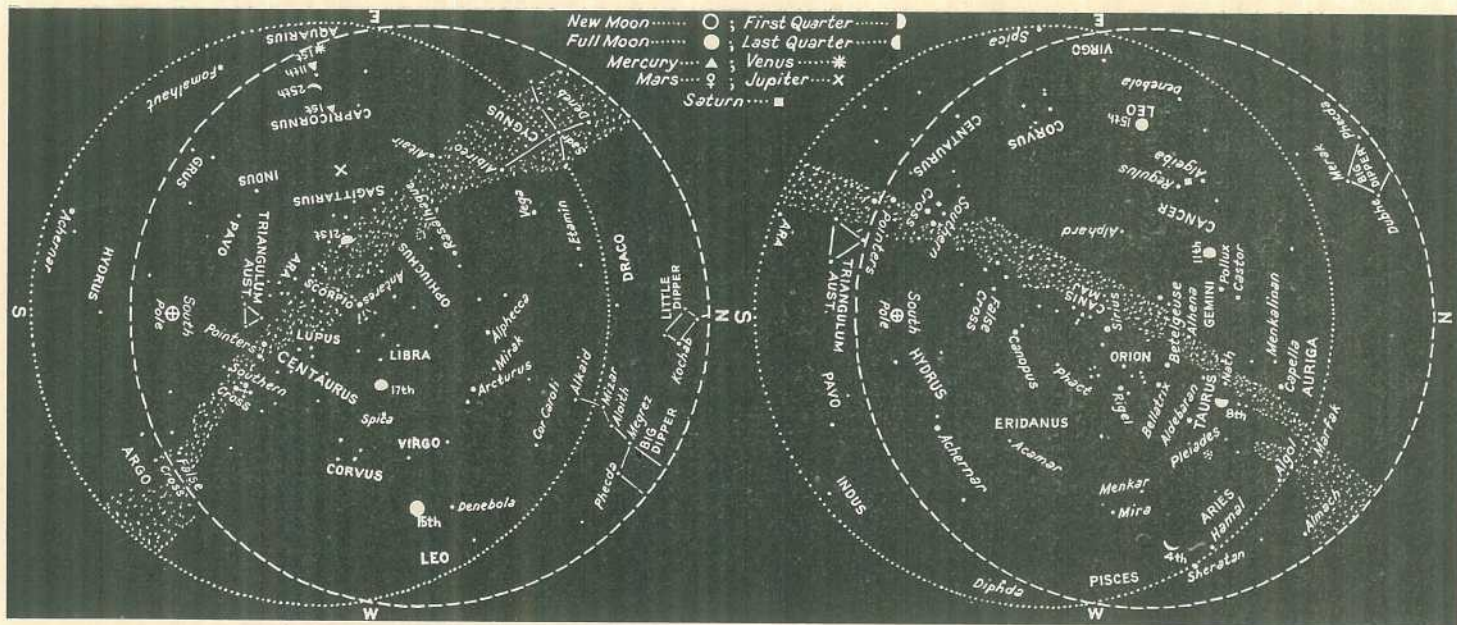 New Moon ; First Quarter
Full Moon ; Last Quarter
Mercury ; Venus
Mars ; Jupiter
Saturn
E
AQUARIUS
1st
11th
25th
1st
CAPRICORNUS
Fomalhaut
GRUS
INDUS
SAGITTARIUS
Altair
Albireo
CYGNUS
Deneb
Sadr
Vega
Etamin
Rasalhague
Achernar
HYDRUS
PAVO
TRIANGULUM
AUST.
ARA
21st
SCORPIO
Antares
OPHIUCHUS
DRACO
LITTLE
DIPPER
S
South
Pole
N
Pointers
LUPUS
CENTAURUS
LIBRA
Alphecca
Mirak
Arcturus
Kochab
Southern
Cross
17th
Spica
Cor Caroli
Alkaid
Mizar
Alioth
Megrez
BIG
DIPPER
Phecda
VIRGO
CORVUS
ARGO
False
Cross
15th
Denebola
LEO
W
E
Spica
VIRGO
Denebola
LEO
15th
CENTAURUS
CORVUS
Algeiba
Regulus
Phecda
Merak
BIG
DIPPER
Dubhe
CANCER
Southern
Cross
Pointers
ARA
TRIANGULUM
AUST.
Alphard
11th
Pollux
Castor
GEMINI
Alhena
Betelgeuse
Menkalinan
S
South
Pole
False
Cross
CANIS
MAJ
Sirius
N
HYDRUS
Canopus
Phact
ORION
Rigel
Bellatrix
Aldebaran
TAURUS
Nath
8th
Capella
AURIGA
PAVO
Pleiades
Algol
Marfak
ERIDANUS
Achernar
Acamar
INDUS
Menkar
Mira
ARIES
Hamal
Almach
4th
Sheratan
Diphda
PISCES
W